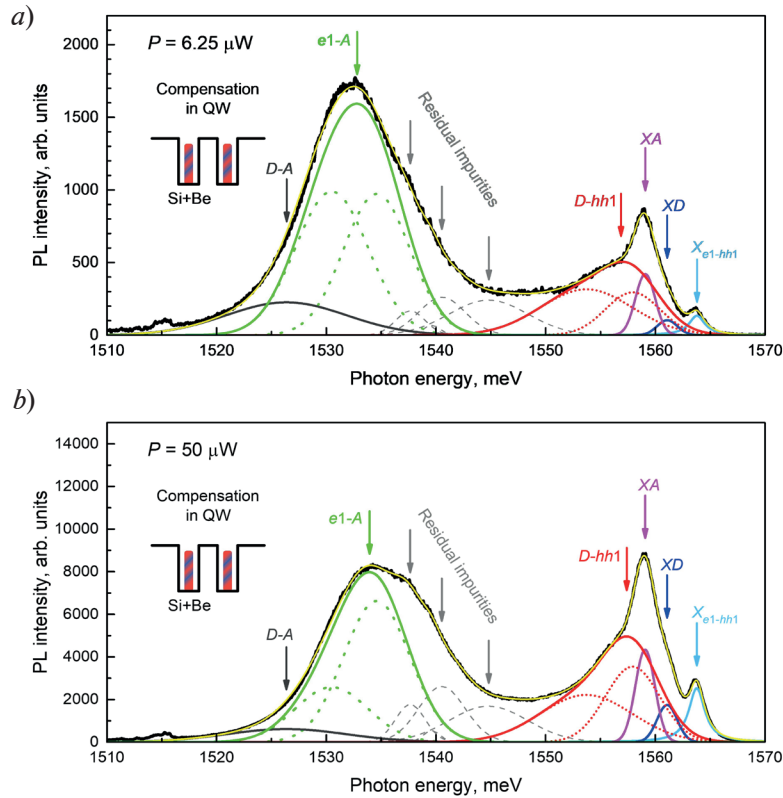 a)
P = 6.25 μW
Compensation
in QW
Si+Be
e1-A
D-A
Residual impurities
D-hh1
XA
XD
Xe1-hh1
PL intensity, arb. units
2000
1500
1000
500
0
1510 1520 1530 1540 1550 1560 1570
Photon energy, meV
b)
P = 50 μW
Compensation
in QW
Si+Be
e1-A
D-A
Residual impurities
D-hh1
XA
XD
Xe1-hh1
PL intensity, arb. units
14000
12000
10000
8000
6000
4000
2000
0
1510 1520 1530 1540 1550 1560 1570
Photon energy, meV